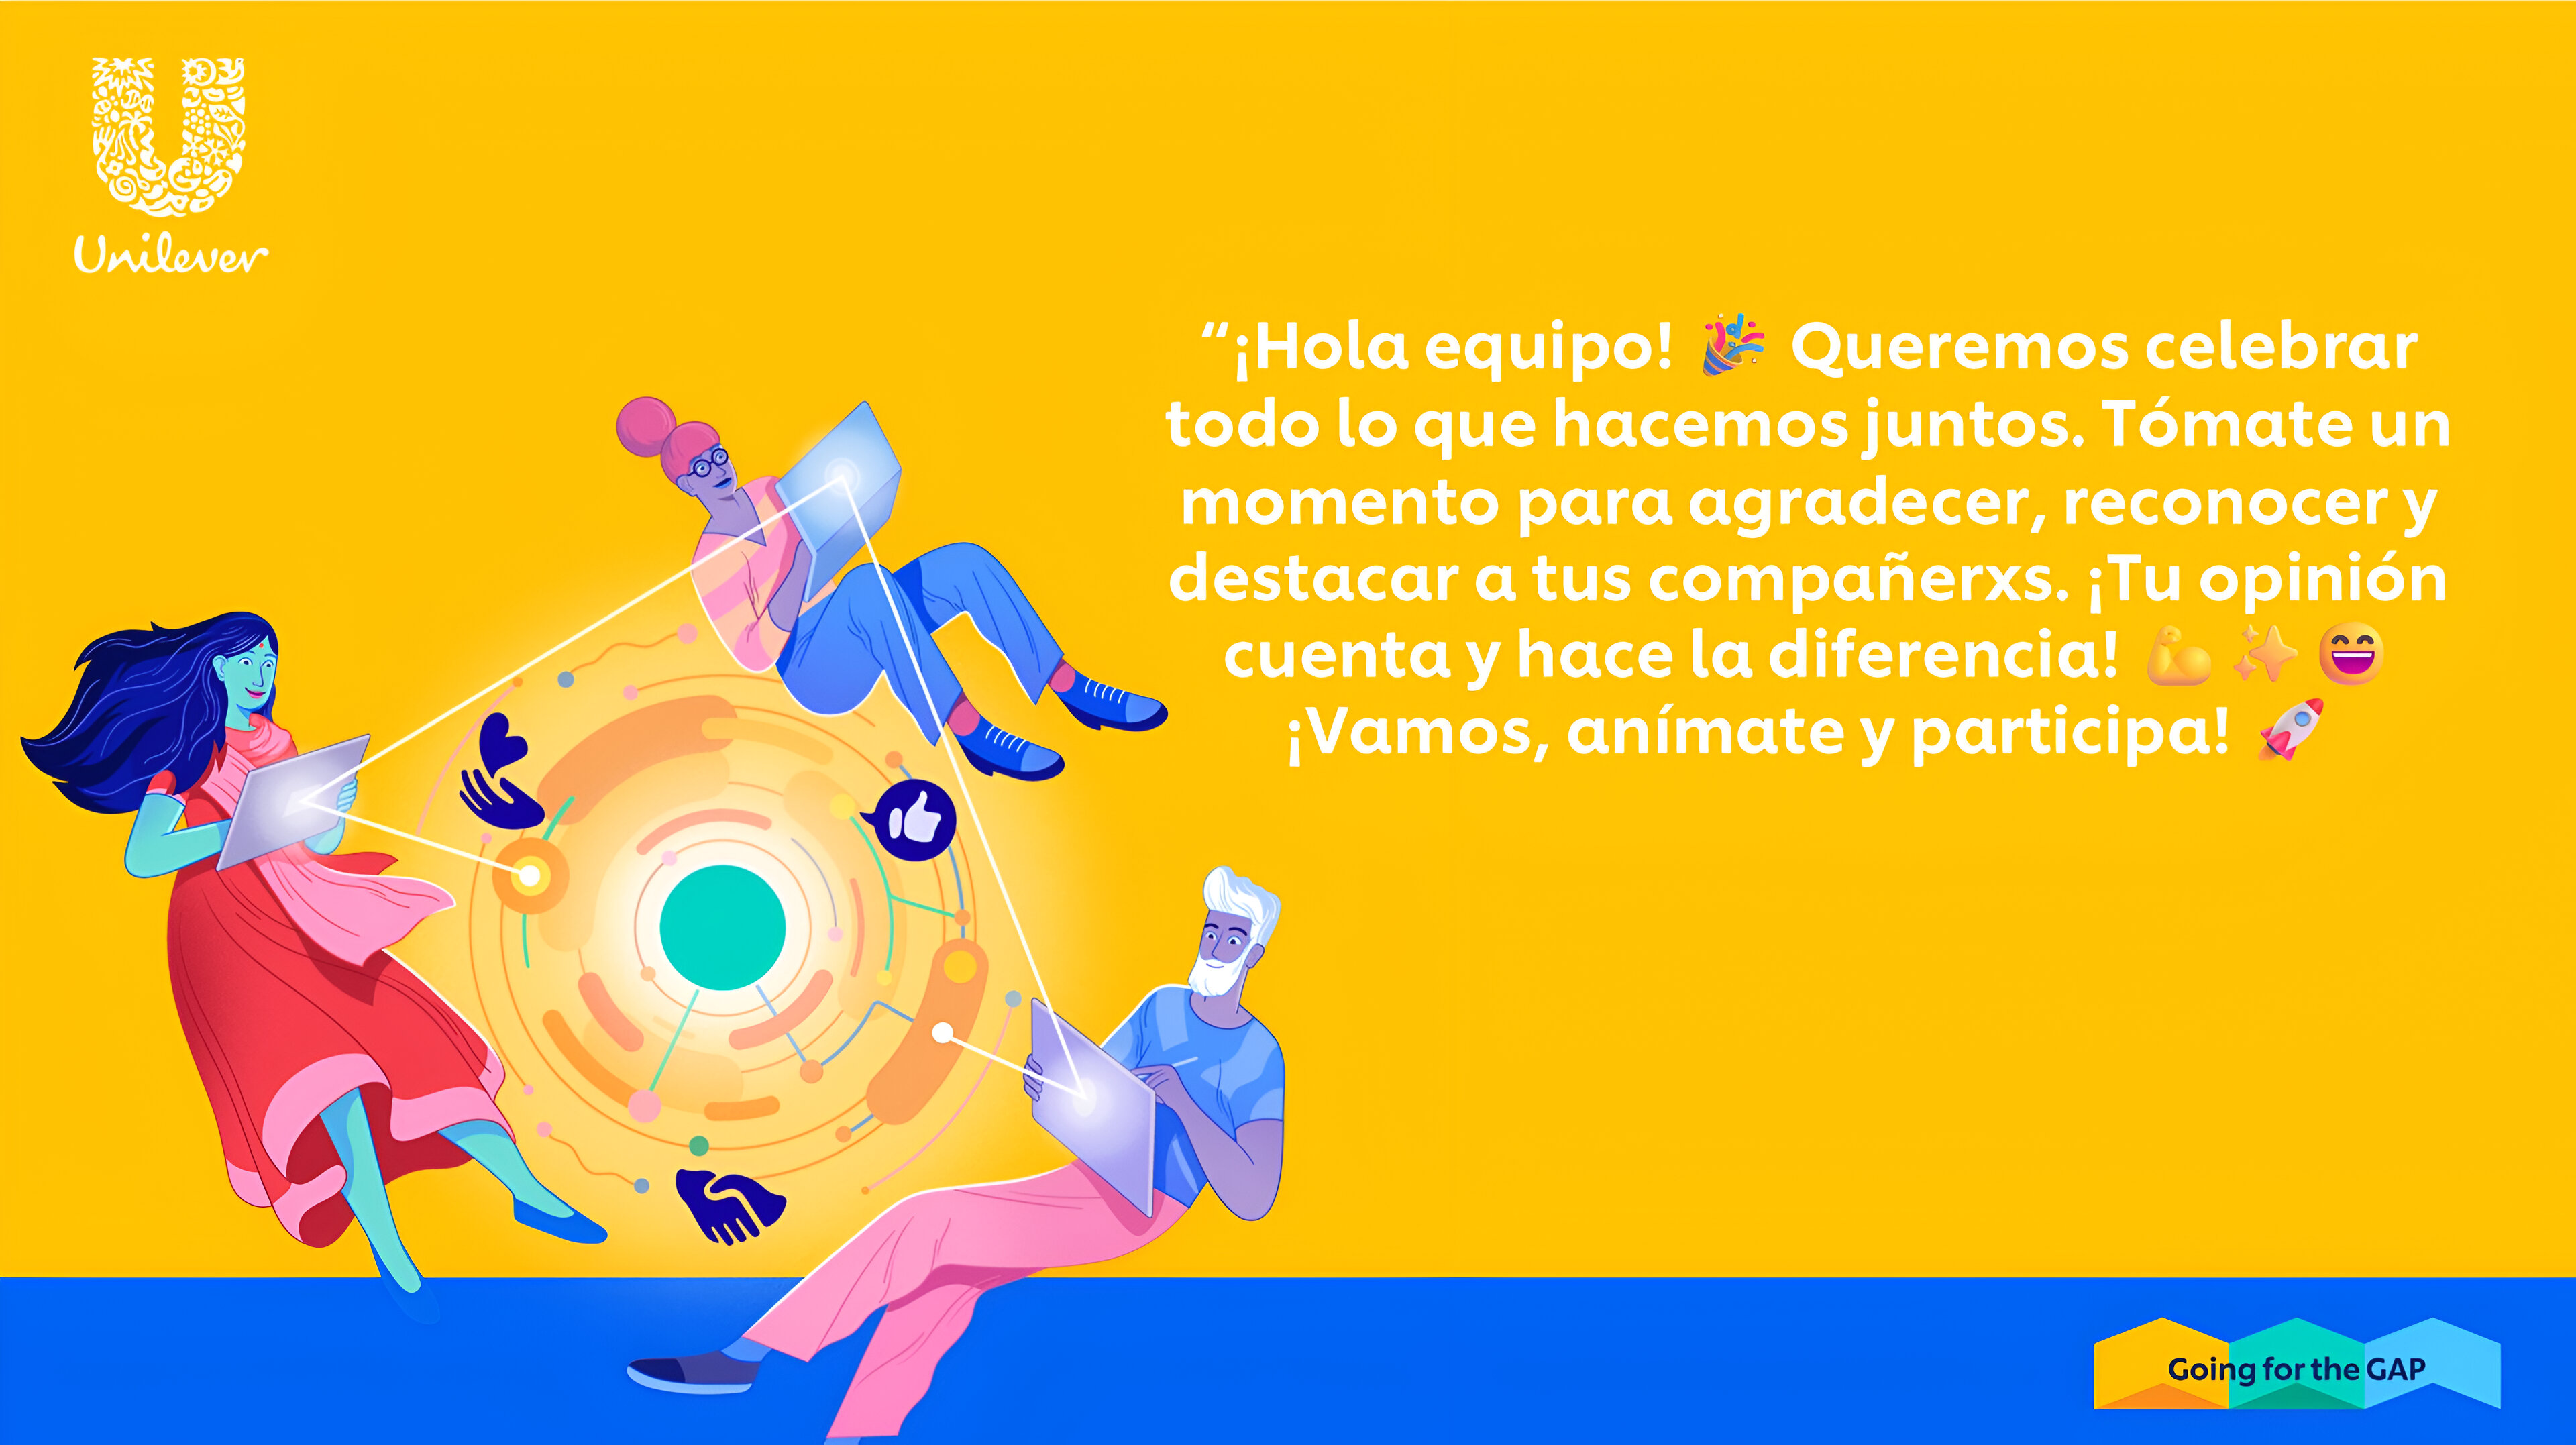 Unilever
“¡Hola equipo! 🎉 Queremos celebrar
todo lo que hacemos juntos. Tómate un
momento para agradecer, reconocer y
destacar a tus compañerxs. ¡Tu opinión
cuenta y hace la diferencia! 💪✨😄
¡Vamos, anímate y participa! 🚀
Going for the GAP